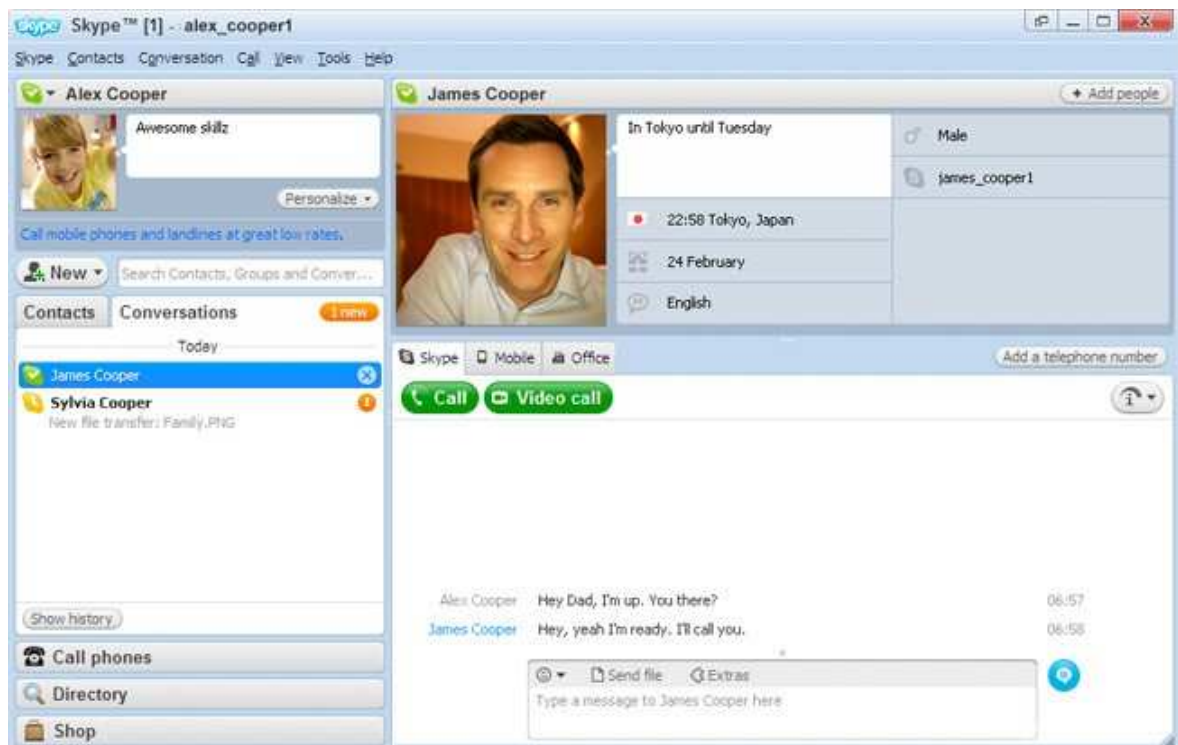 Skype™ [1] - alex_cooper1
Skype Contacts Conversation Call View Tools Help
Alex Cooper
Awesome skillz
Personalize
Call mobile phones and landlines at great low rates.
New
Search Contacts, Groups and Conver...
Contacts
Conversations
1 new
Today
James Cooper
Sylvia Cooper
New file transfer: Family.PNG
Show history
Call phones
Directory
Shop
James Cooper
+ Add people
In Tokyo until Tuesday
22:58 Tokyo, Japan
24 February
English
Male
james_cooper1
Skype
Mobile
Office
Add a telephone number
Call
Video call
Alex Cooper Hey Dad, I'm up. You there? 06:57
James Cooper Hey, yeah I'm ready. I'll call you. 06:58
Send file
Extras
Type a message to James Cooper here